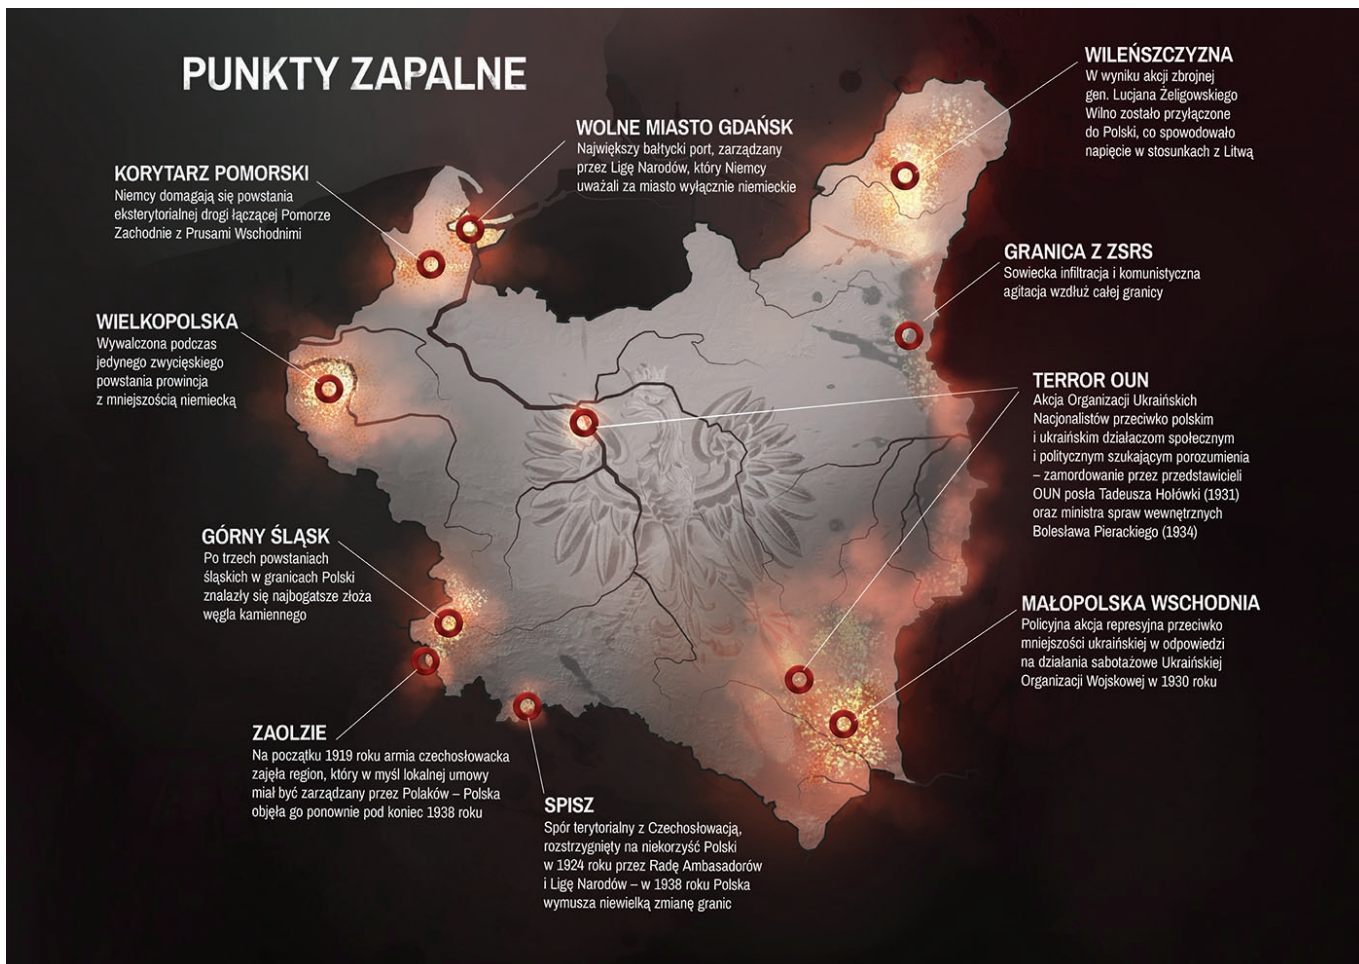 PUNKTY ZAPALNE
WILEŃSZCZYZNA
W wyniku akcji zbrojnej
gen. Lucjana Żeligowskiego
Wilno zostało przyłączone
do Polski, co spowodowało
napięcie w stosunkach z Litwą
WOLNE MIASTO GDAŃSK
Największy bałtycki port, zarządzany
przez Ligę Narodów, który Niemcy
uważali za miasto wyłącznie niemieckie
KORYTARZ POMORSKI
Niemcy domagają się powstania
eksterytorialnej drogi łączącej Pomorze
Zachodnie z Prusami Wschodnimi
GRANICA Z ZSRS
Sowiecka infiltracja i komunistyczna
agitacja wzdłuż całej granicy
WIELKOPOLSKA
Wywalczona podczas
jedynego zwycięskiego
powstania prowincja
z mniejszością niemiecką
TERROR OUN
Akcja Organizacji Ukraińskich
Nacjonalistów przeciwko polskim
i ukraińskim działaczom społecznym
i politycznym szukającym porozumienia
– zamordowanie przez przedstawicieli
OUN posła Tadeusza Hołówki (1931)
oraz ministra spraw wewnętrznych
Bolesława Pierackiego (1934)
GÓRNY ŚLĄSK
Po trzech powstaniach
śląskich w granicach Polski
znalazły się najbogatsze złoża
węgla kamiennego
MAŁOPOLSKA WSCHODNIA
Policyjna akcja represyjna przeciwko
mniejszości ukraińskiej w odpowiedzi
na działania sabotażowe Ukraińskiej
Organizacji Wojskowej w 1930 roku
ZAOLZIE
Na początku 1919 roku armia czechosłowacka
zajęła region, który w myśl lokalnej umowy
miał być zarządzany przez Polaków – Polska
objęła go ponownie pod koniec 1938 roku
SPISZ
Spór terytorialny z Czechosłowacją,
rozstrzygnięty na niekorzyść Polski
w 1924 roku przez Radę Ambasadorów
i Ligę Narodów – w 1938 roku Polska
wymusza niewielką zmianę granic